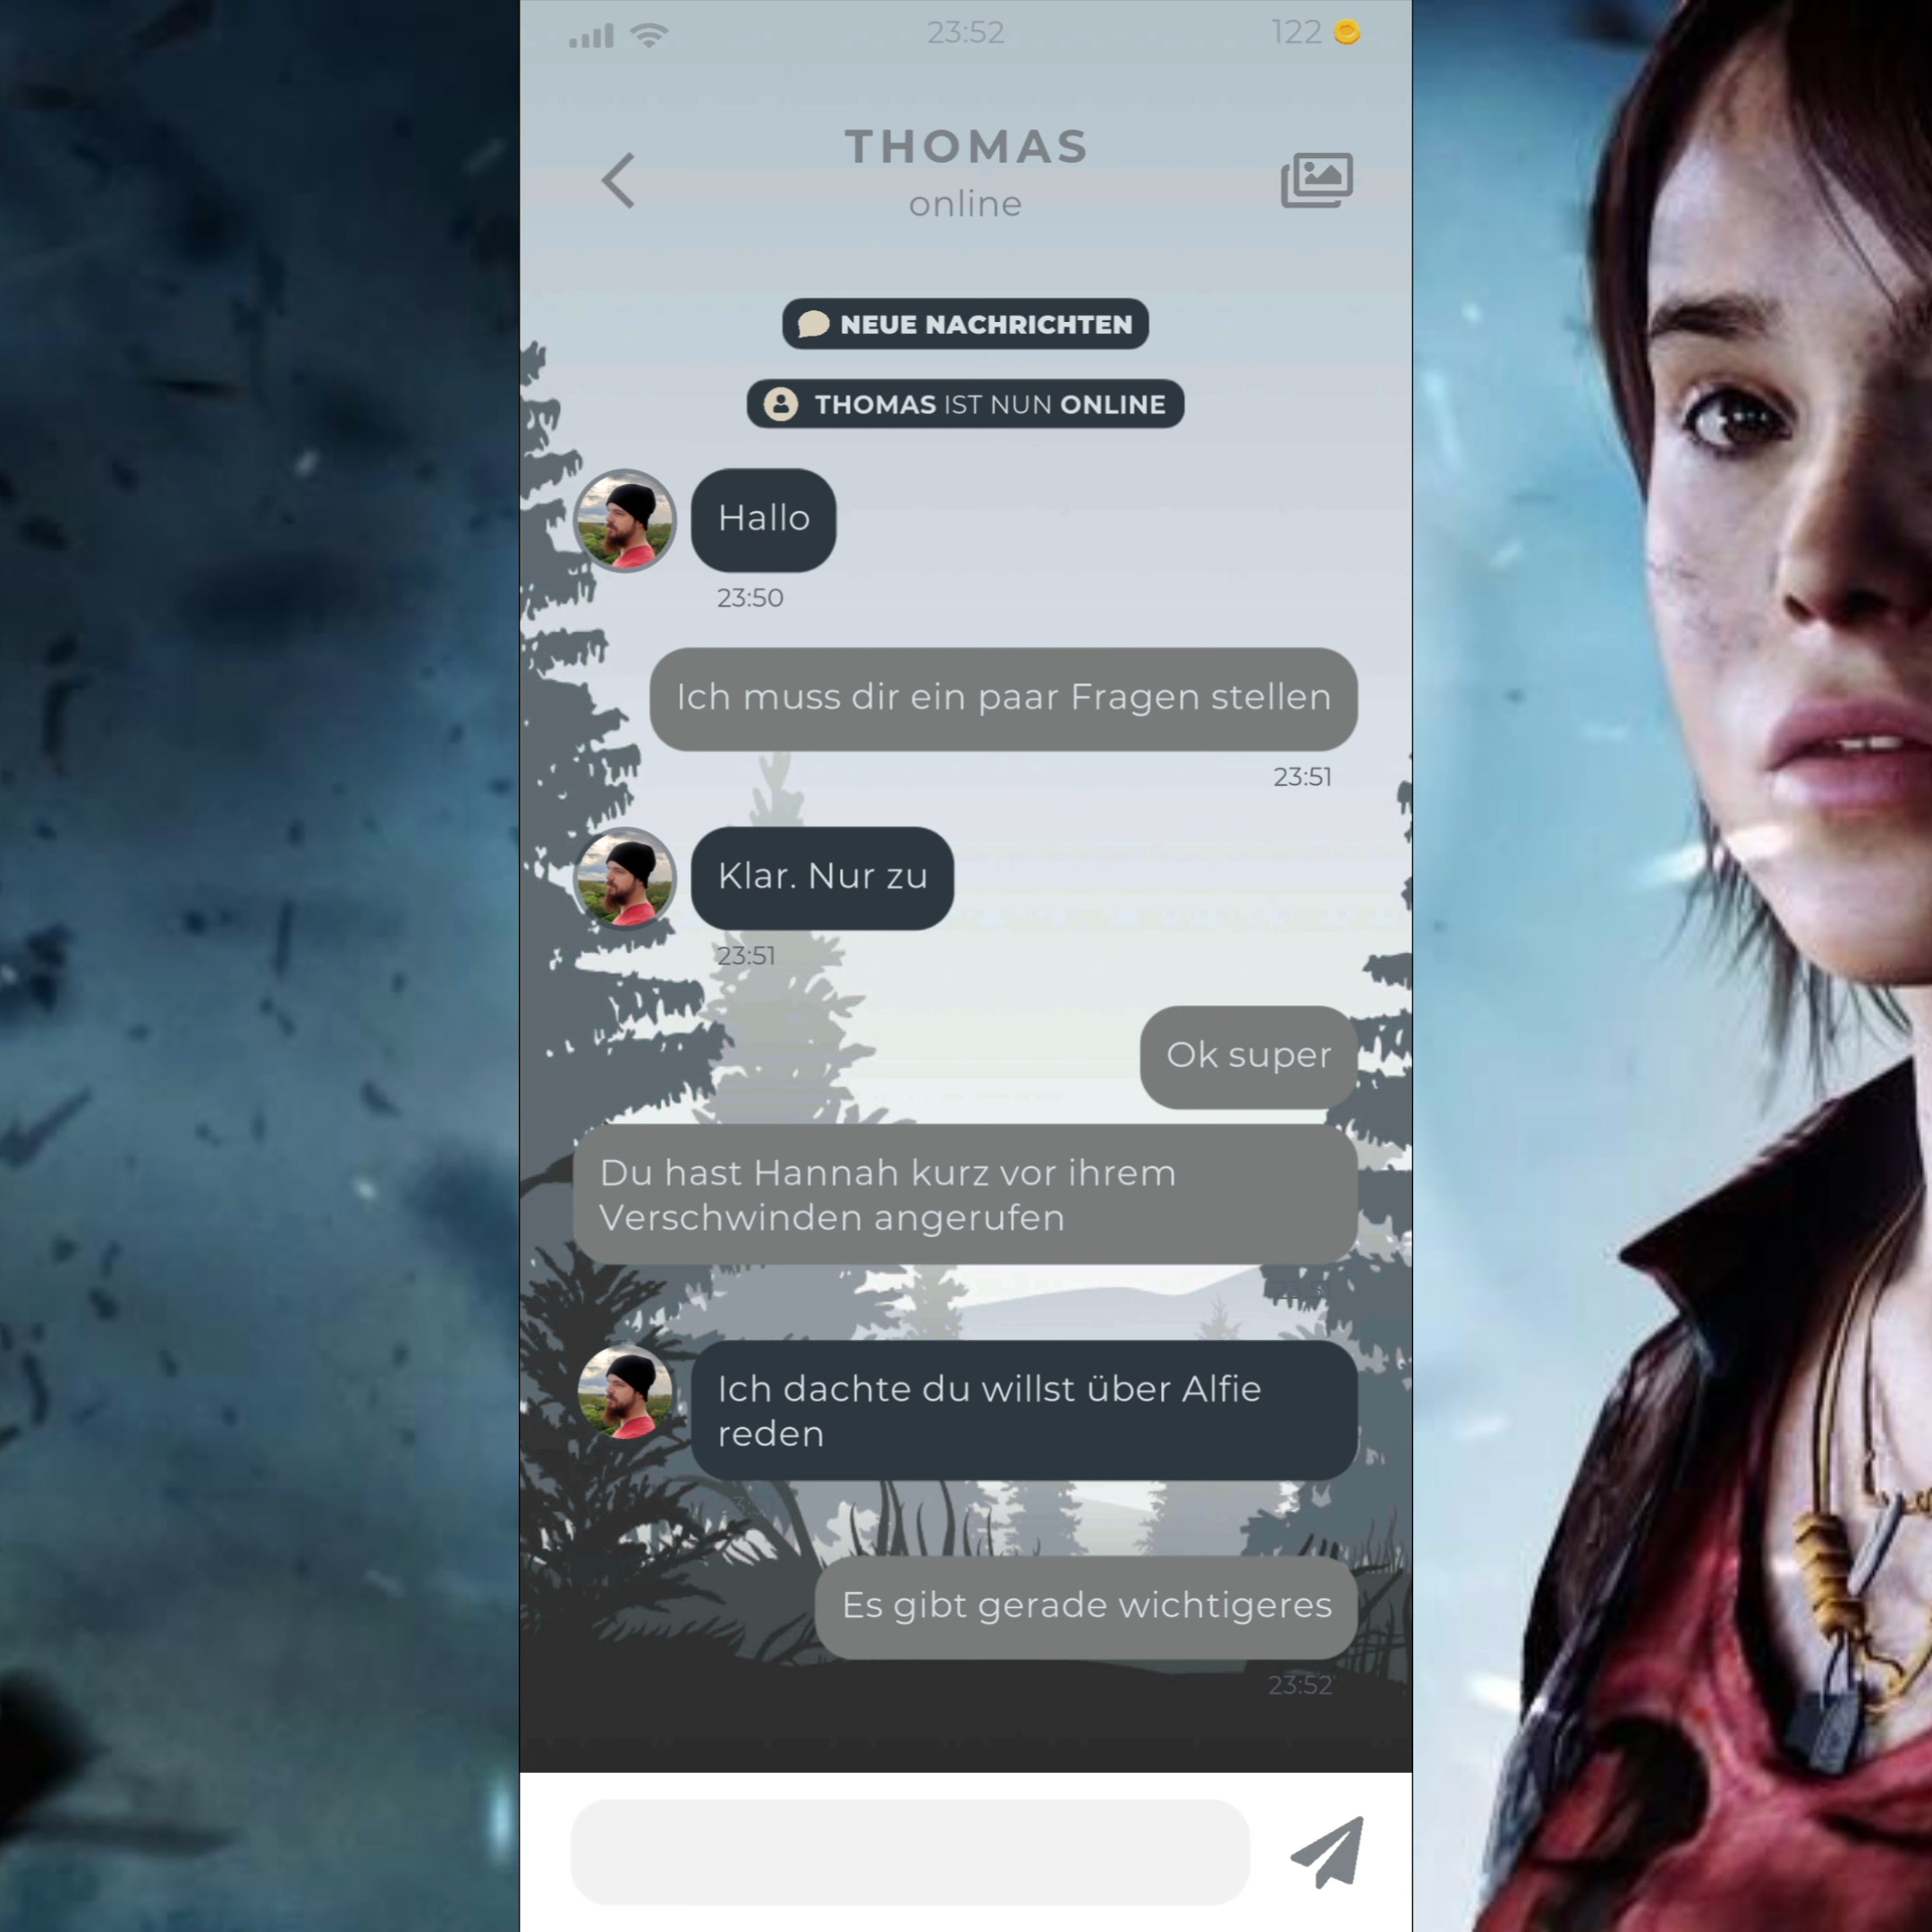 23:52
122
THOMAS
online
NEUE NACHRICHTEN
THOMAS IST NUN ONLINE
Hallo
23:50
Ich muss dir ein paar Fragen stellen
23:51
Klar. Nur zu
23:51
Ok super
Du hast Hannah kurz vor ihrem
Verschwinden angerufen
Ich dachte du willst über Alfie
reden
Es gibt gerade wichtigeres
23:52